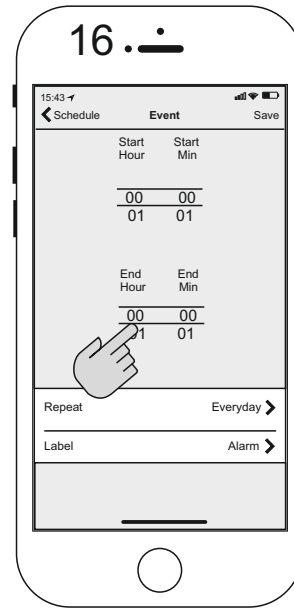 16.
15:43
Schedule Event Save
Start Start
Hour Min
00 00
01 01
End End
Hour Min
00 00
01 01
Repeat Everyday
Label Alarm